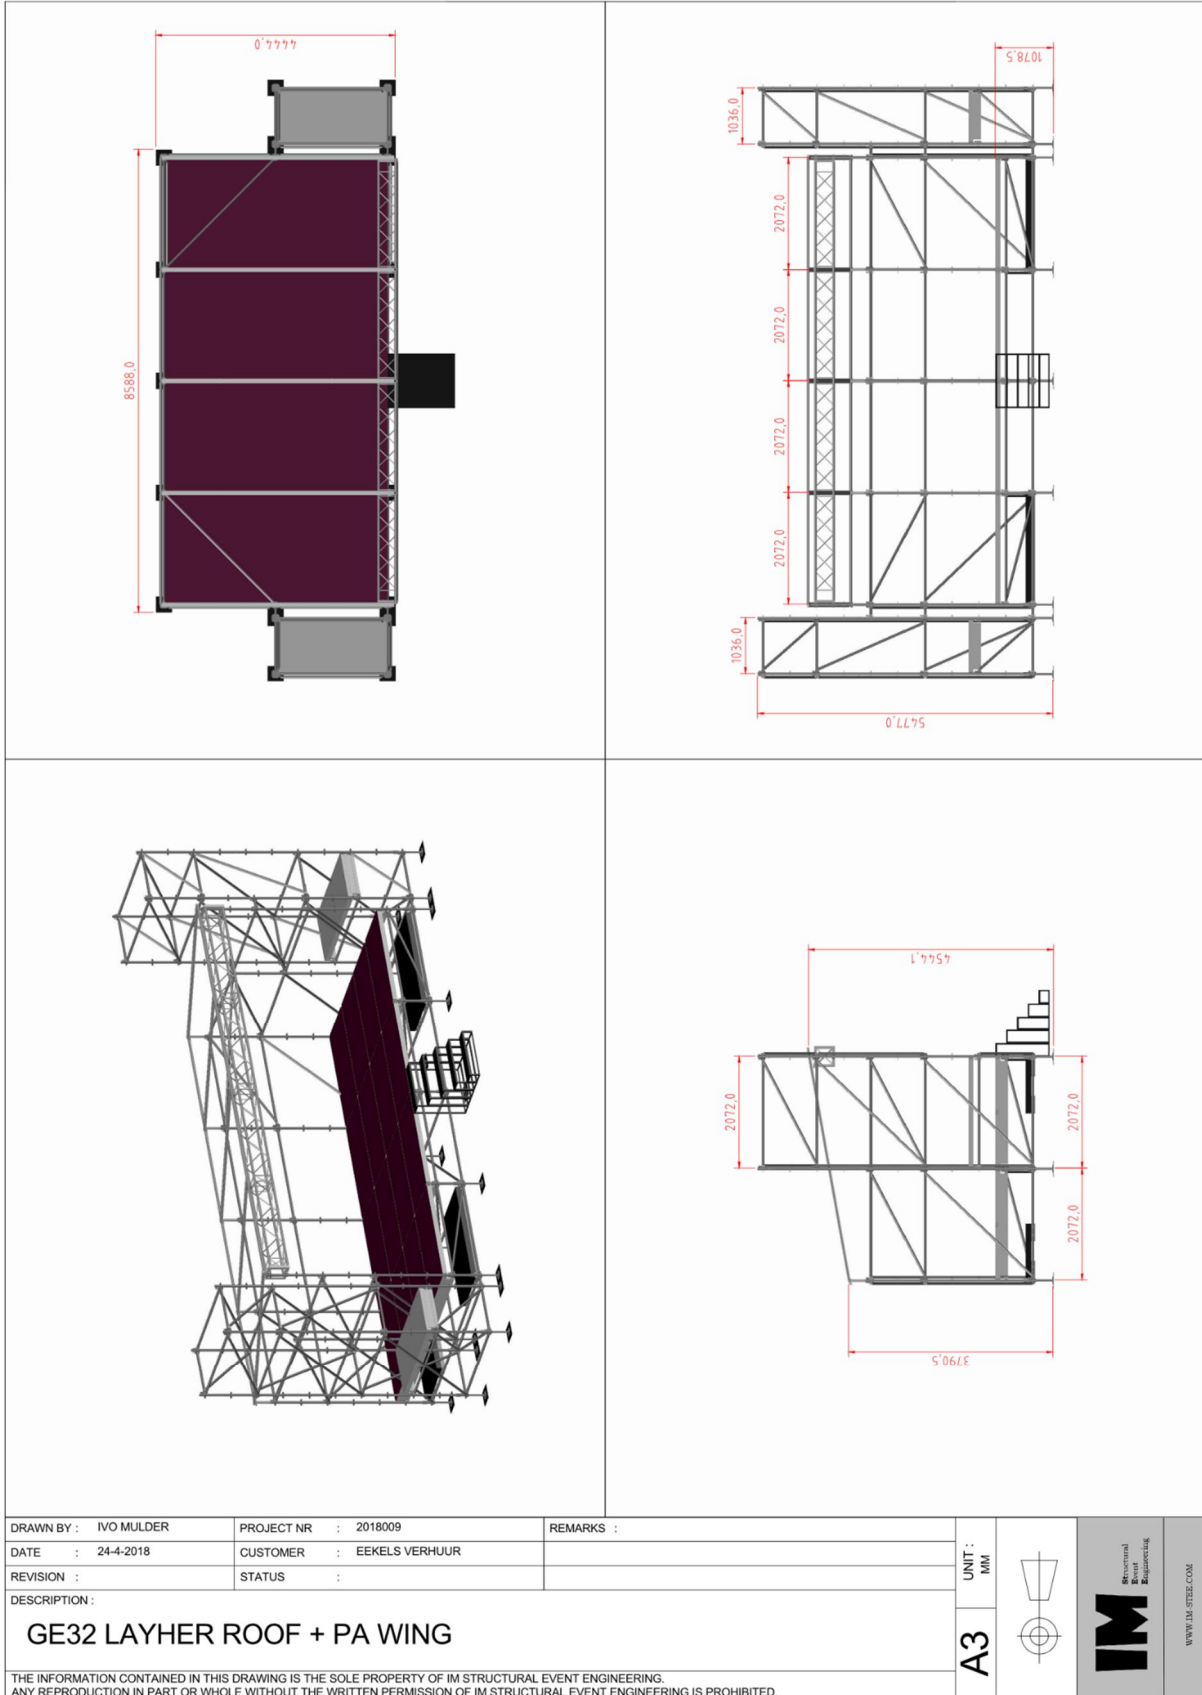 4444,0
8588,0
1078,5
1036,0
2072,0
2072,0
2072,0
2072,0
1036,0
5477,0
4544,1
2072,0
2072,0
2072,0
3790,5
DRAWN BY : IVO MULDER
PROJECT NR : 2018009
REMARKS :
DATE : 24-4-2018
CUSTOMER : EEKELS VERHUUR
REVISION :
STATUS :
DESCRIPTION :
GE32 LAYHER ROOF + PA WING
THE INFORMATION CONTAINED IN THIS DRAWING IS THE SOLE PROPERTY OF IM STRUCTURAL EVENT ENGINEERING.
ANY REPRODUCTION IN PART OR WHOLE WITHOUT THE WRITTEN PERMISSION OF IM STRUCTURAL EVENT ENGINEERING IS PROHIBITED.
UNIT :
MM
A3
IM
Structural
Event
Engineering
WWW.IM-STEE.COM